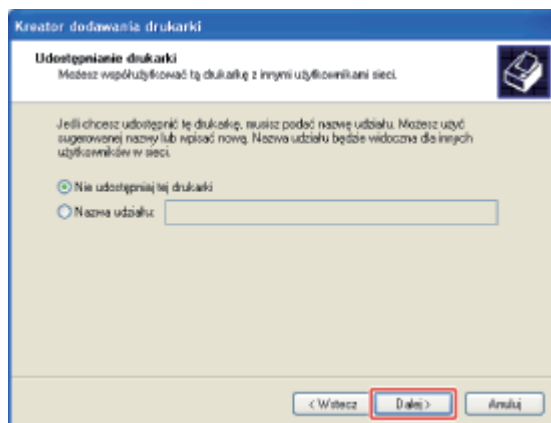 Kreator dodawania drukarki
Udostępnianie drukarki
Możesz współużytkować tą drukarkę z innymi użytkownikami sieci.
Jeśli chcesz udostępnić tę drukarkę, musisz podać nazwę udziału. Możesz użyć
sugerowanej nazwy lub wpisać nową. Nazwa udziału będzie widoczna dla innych
użytkowników w sieci.
Nie udostępniaj tej drukarki
Nazwa udziału:
< Wstecz Dalej > Anuluj